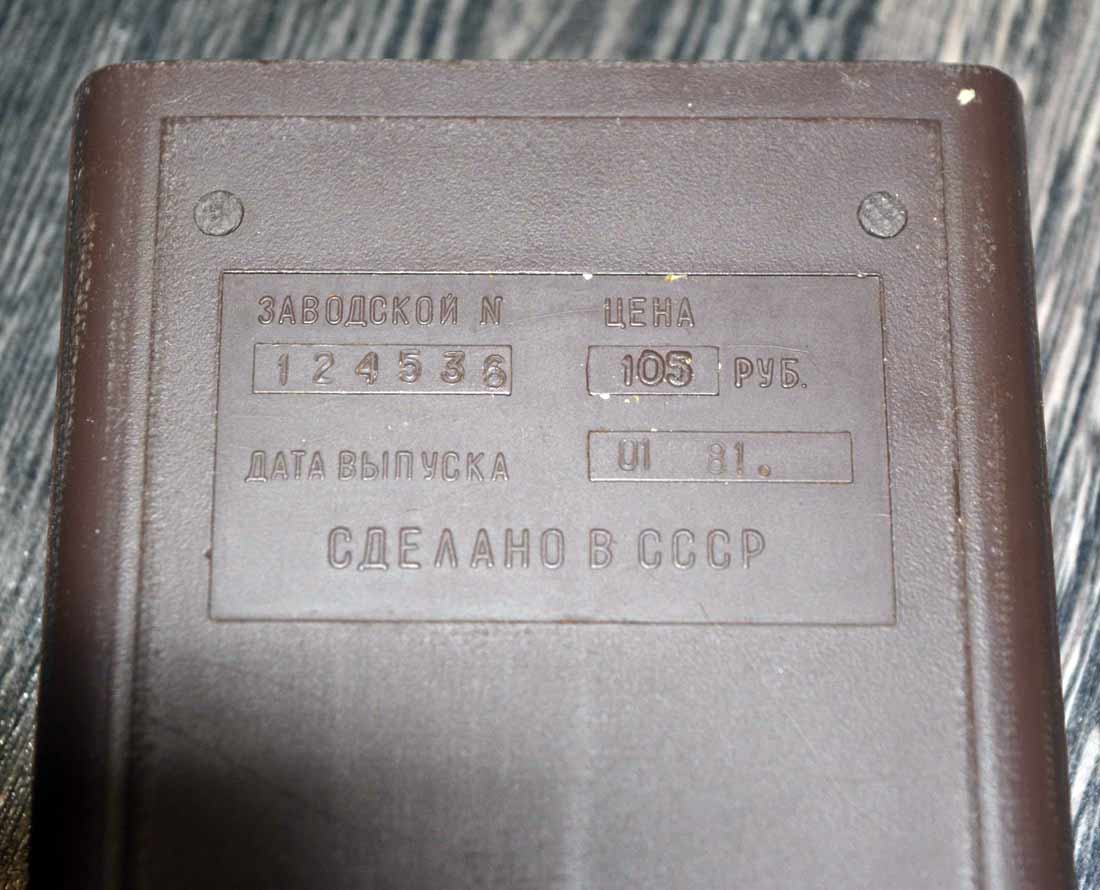 ЗАВОДСКОЙ N ЦЕНА
124536 105 РУБ.
ДАТА ВЫПУСКА 01 81.
СДЕЛАНО В СССР